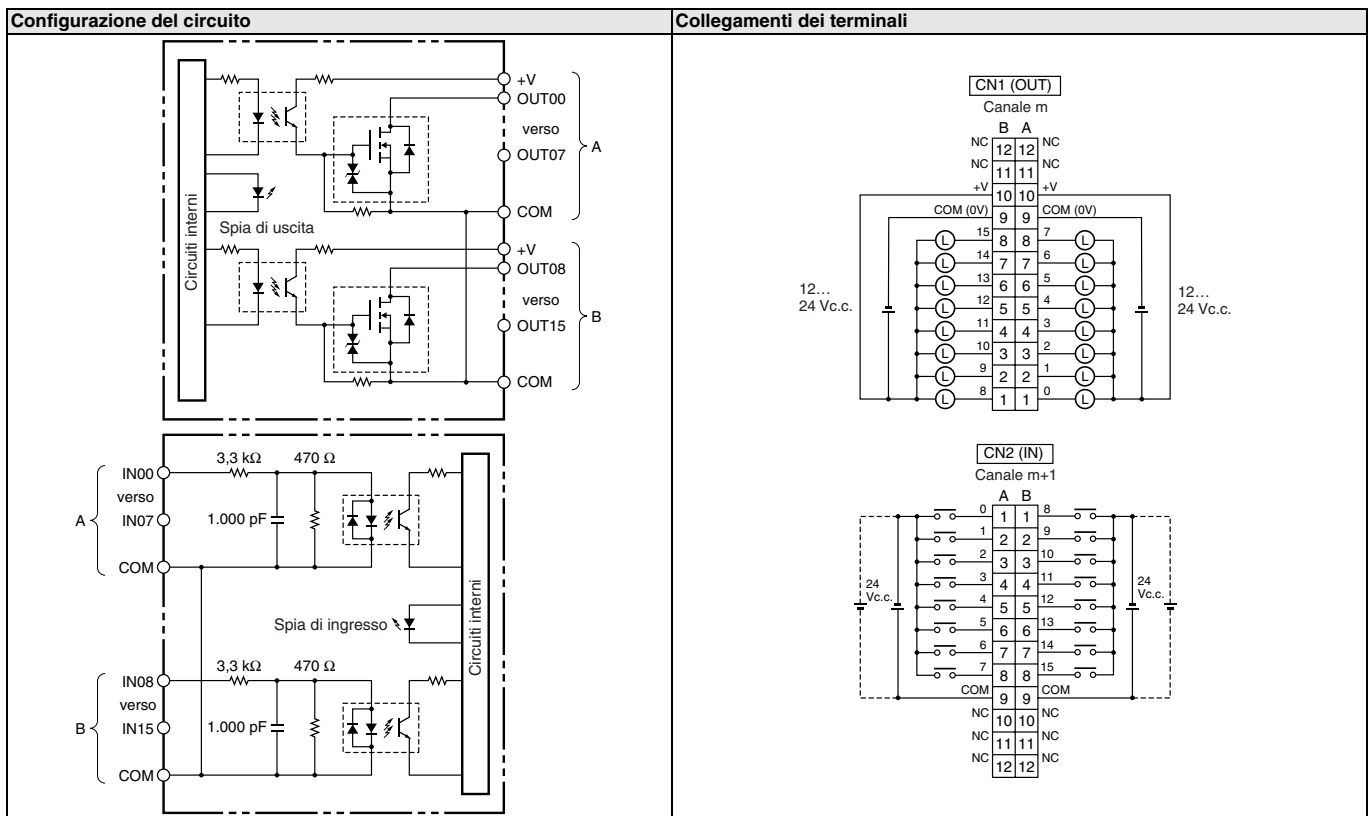 Configurazione del circuito
Collegamenti dei terminali
Circuiti interni
+V
OUT00
verso
OUT07
A
COM
Spia di uscita
+V
OUT08
verso
OUT15
B
COM
3,3 kΩ 470 Ω
IN00
verso
A
IN07
1.000 pF
COM
Spia di ingresso
Circuiti interni
3,3 kΩ 470 Ω
IN08
verso
B
IN15
1.000 pF
COM
CN1 (OUT)
Canale m
B A
NC 12 12 NC
NC 11 11 NC
+V 10 10 +V
COM (0V) 9 9 COM (0V)
L 15 8 8 7 L
L 14 7 7 6 L
L 13 6 6 5 L
L 12 5 5 4 L
L 11 4 4 3 L
L 10 3 3 2 L
L 9 2 2 1 L
L 8 1 1 0 L
12…
24 Vc.c.
12…
24 Vc.c.
CN2 (IN)
Canale m+1
A B
0 1 1 8
1 2 2 9
2 3 3 10
3 4 4 11
4 5 5 12
5 6 6 13
6 7 7 14
7 8 8 15
COM 9 9 COM
NC 10 10 NC
NC 11 11 NC
NC 12 12 NC
24
Vc.c.
24
Vc.c.